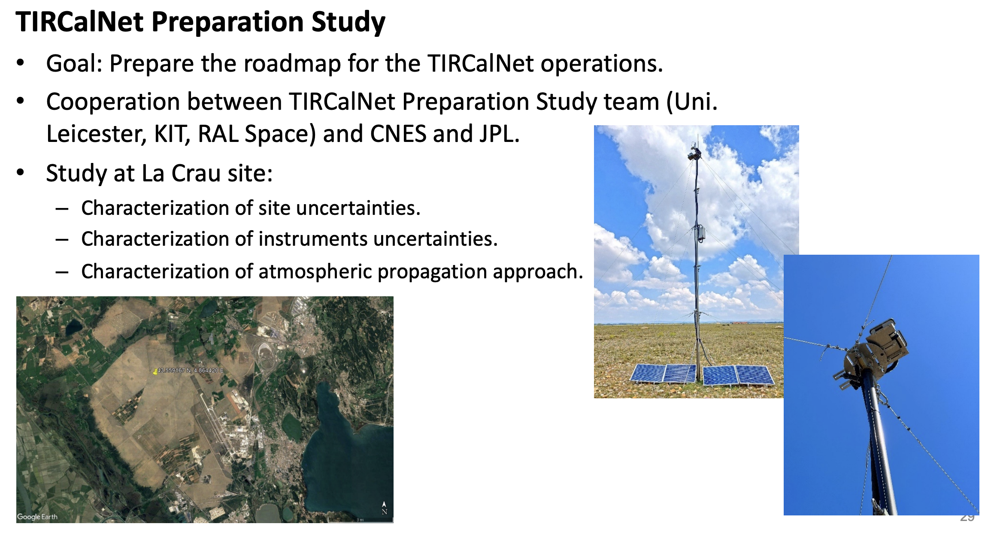 TIRCalNet Preparation Study
• Goal: Prepare the roadmap for the TIRCalNet operations.
• Cooperation between TIRCalNet Preparation Study team (Uni.
Leicester, KIT, RAL Space) and CNES and JPL.
• Study at La Crau site:
– Characterization of site uncertainties.
– Characterization of instruments uncertainties.
– Characterization of atmospheric propagation approach.
43.559167 N, 4.864420 E
N
Google Earth
3 mi
29